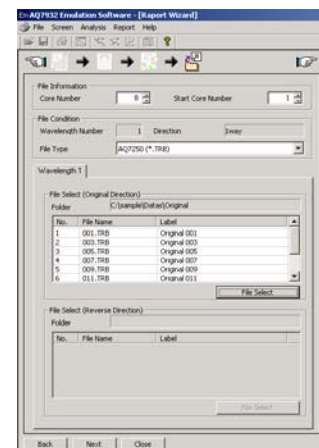 AQ7932 Emulation Software - [Raport Wizard]
File Screen Analysis Report Help
File Information
Core Number 8 Start Core Number 1
File Condition
Wavelength Number 1 Direction 1way
File Type AQ7250 (*.TRB)
Wavelength 1
File Select (Original Direction)
Folder C:\sample\Datas\Original
No. File Name Label
1 001.TRB Original 001
2 003.TRB Original 003
3 005.TRB Original 005
4 007.TRB Original 007
5 009.TRB Original 009
6 011.TRB Original 011
File Select
File Select (Reverse Direction)
Folder
No. File Name Label
File Select
Back Next Close